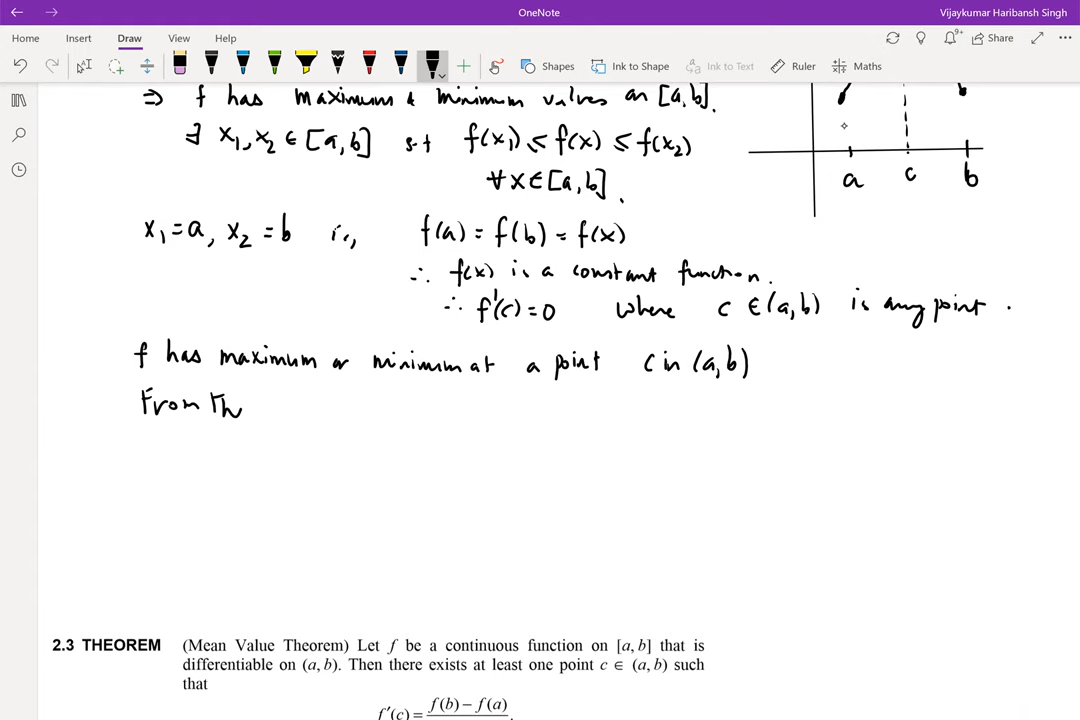 OneNote
Vijaykumar Haribansh Singh
Home Insert Draw View Help
9+ Share
Shapes Ink to Shape Ink to Text Ruler Maths
⇒ f has maximum & minimum values on [a,b].
∃ x₁,x₂ ∈ [a,b] s.t f(x₁) ≤ f(x) ≤ f(x₂)
∀x∈[a,b].
a c b
x₁=a, x₂=b i.e, f(a) = f(b) = f(x)
∴ f(x) is a constant function.
∴ f'(c)=0 where c ∈(a,b) is any point.
f has maximum or minimum at a point c in (a,b)
From Th
2.3 THEOREM (Mean Value Theorem) Let f be a continuous function on [a, b] that is
differentiable on (a, b). Then there exists at least one point c ∈ (a, b) such
that
f′(c) = f(b) − f(a)